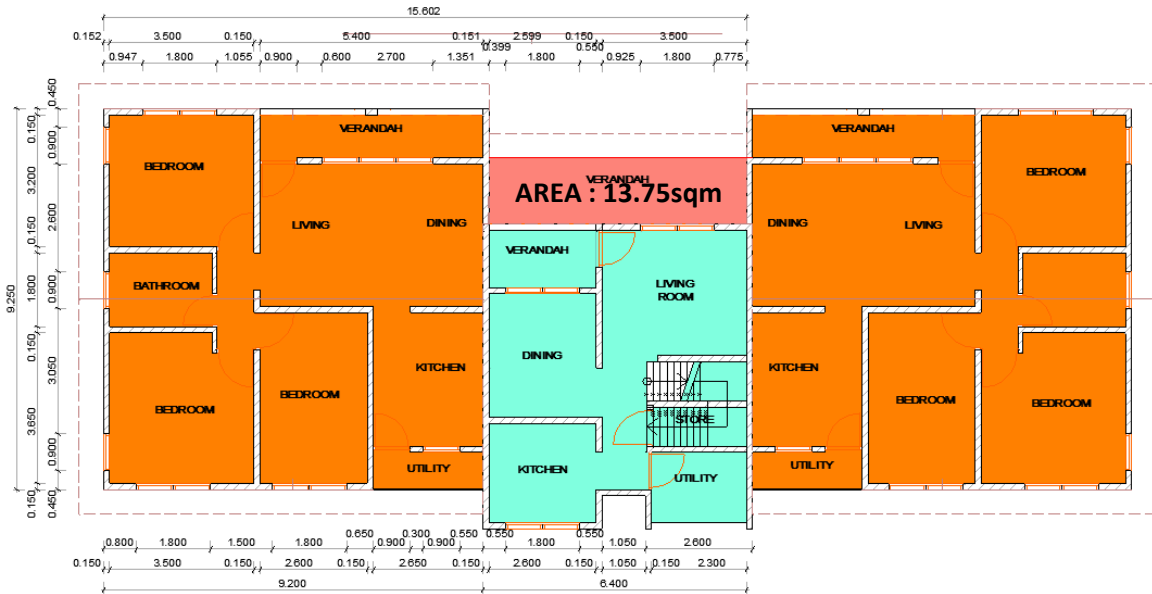 15.602
0.152 3.500 0.150 5.400 0.151 2.599 0.150 3.500
0.399 0.550
0.947 1.800 1.055 0.900 0.600 2.700 1.351 1.800 0.925 1.800 0.775
0.450
0.150
0.900
3.200
2.600
0.150
1.800
0.900
9.250
0.150
3.050
3.650
0.900
0.450
0.150
VERANDAH VERANDAH
BEDROOM BEDROOM
VERANDAH
AREA : 13.75sqm
LIVING DINING DINING LIVING
VERANDAH
BATHROOM
LIVING
ROOM
DINING
KITCHEN KITCHEN
BEDROOM BEDROOM BEDROOM BEDROOM
STORE
UTILITY KITCHEN UTILITY UTILITY
0.650 0.300 0.550 0.550 0.550
0.800 1.800 1.500 1.800 0.900 0.900 1.800 1.050 2.600
0.150 3.500 0.150 2.600 0.150 2.650 0.150 2.600 0.150 1.050 0.150 2.300
9.200 6.400